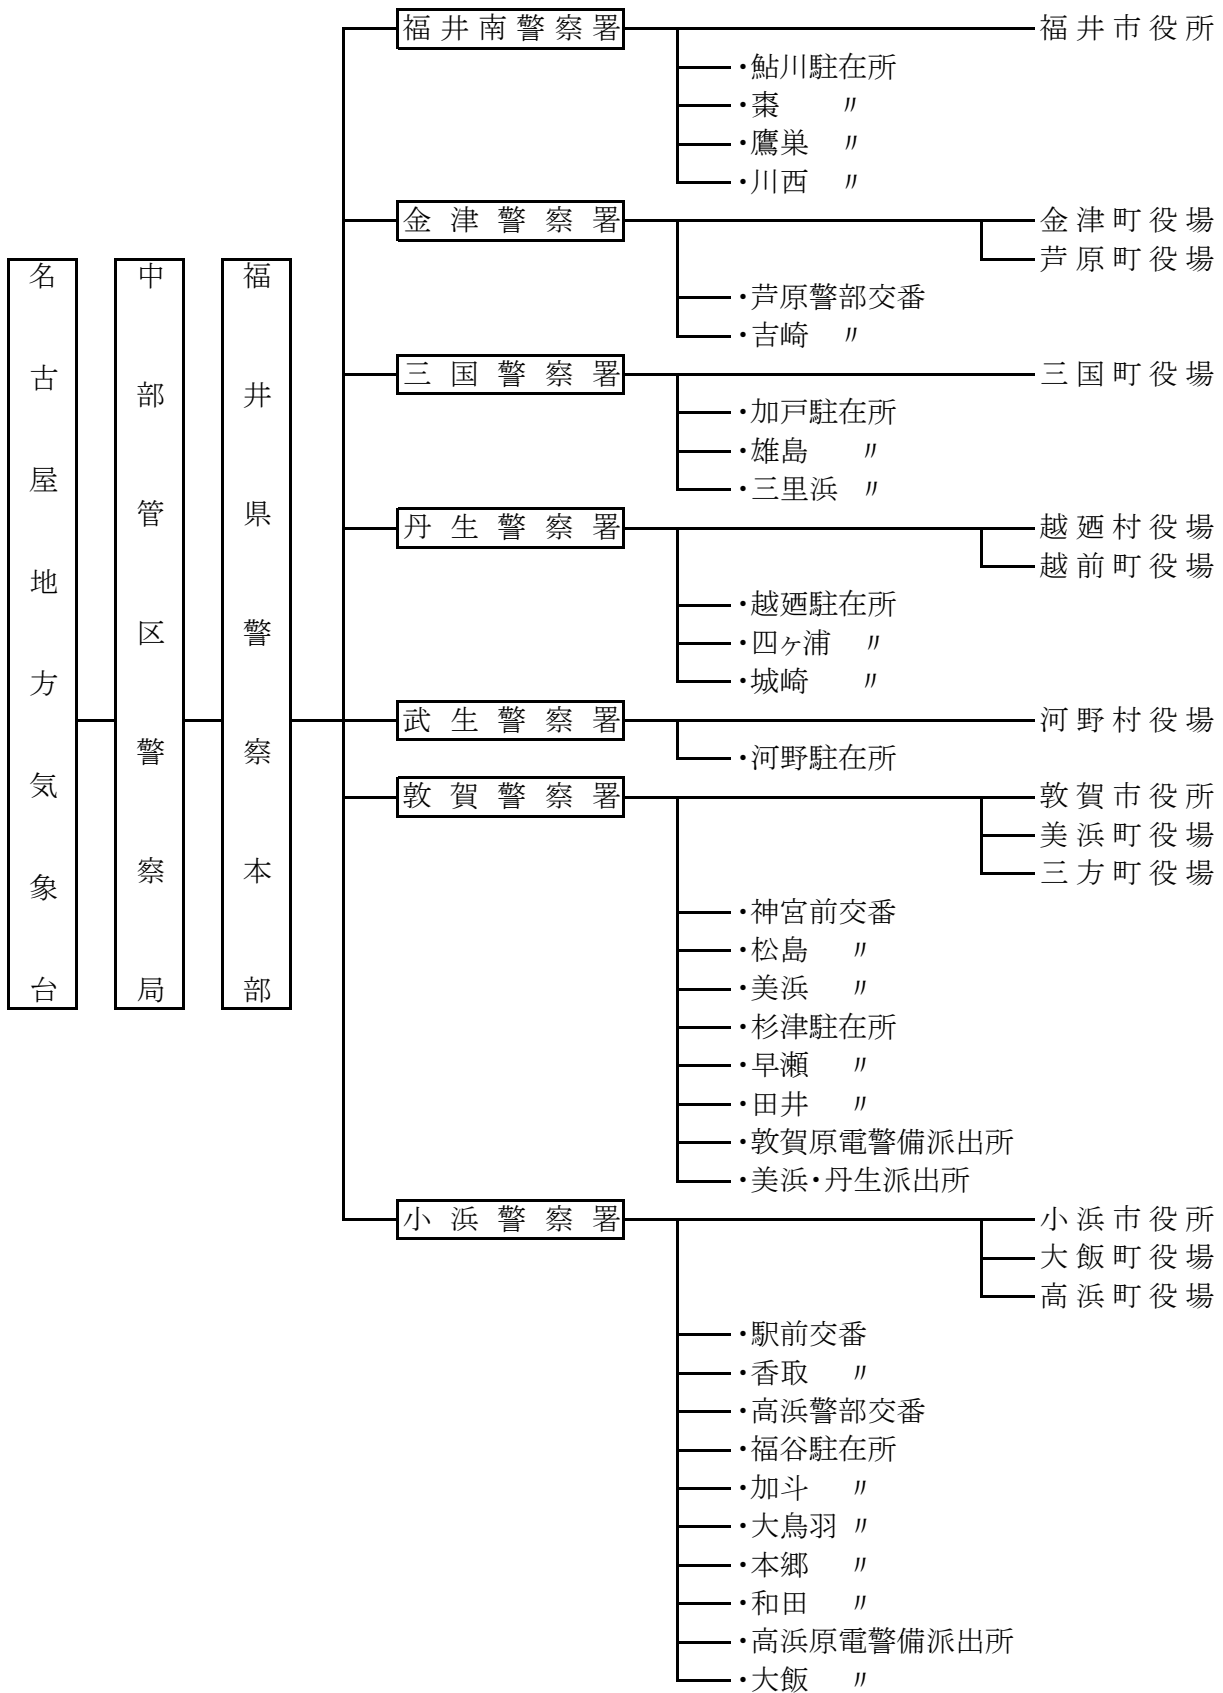 名古屋地方気象台
中部管区警察局
福井県警察本部
福井南警察署
福井市役所
・鮎川駐在所
・棗 〃
・鷹巣 〃
・川西 〃
金津警察署
金津町役場
芦原町役場
・芦原警部交番
・吉崎 〃
三国警察署
三国町役場
・加戸駐在所
・雄島 〃
・三里浜 〃
丹生警察署
越廼村役場
越前町役場
・越廼駐在所
・四ヶ浦 〃
・城崎 〃
武生警察署
河野村役場
・河野駐在所
敦賀警察署
敦賀市役所
美浜町役場
三方町役場
・神宮前交番
・松島 〃
・美浜 〃
・杉津駐在所
・早瀬 〃
・田井 〃
・敦賀原電警備派出所
・美浜・丹生派出所
小浜警察署
小浜市役所
大飯町役場
高浜町役場
・駅前交番
・香取 〃
・高浜警部交番
・福谷駐在所
・加斗 〃
・大鳥羽 〃
・本郷 〃
・和田 〃
・高浜原電警備派出所
・大飯 〃